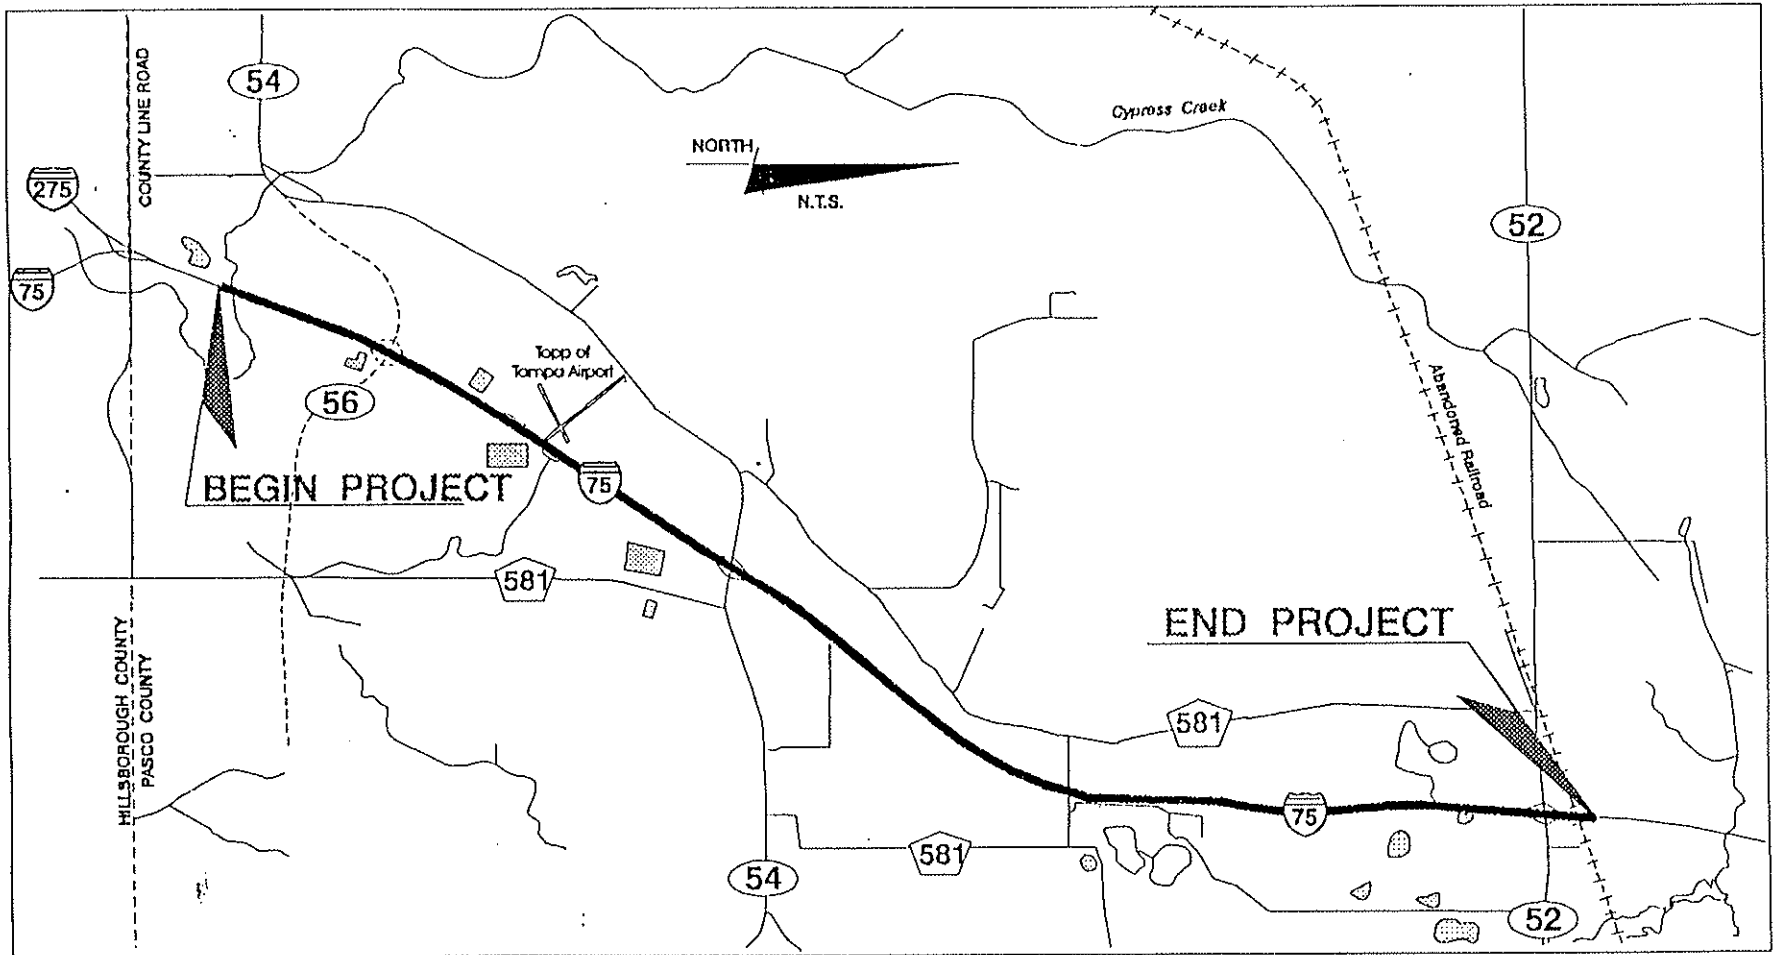 COUNTY LINE ROAD
54
275
75
NORTH
N.T.S.
Cypress Creek
52
Topp of
Tampa Airport
56
BEGIN PROJECT
75
581
Abandoned Railroad
END PROJECT
HILLSBOROUGH COUNTY
PASCO COUNTY
581
75
581
54
52